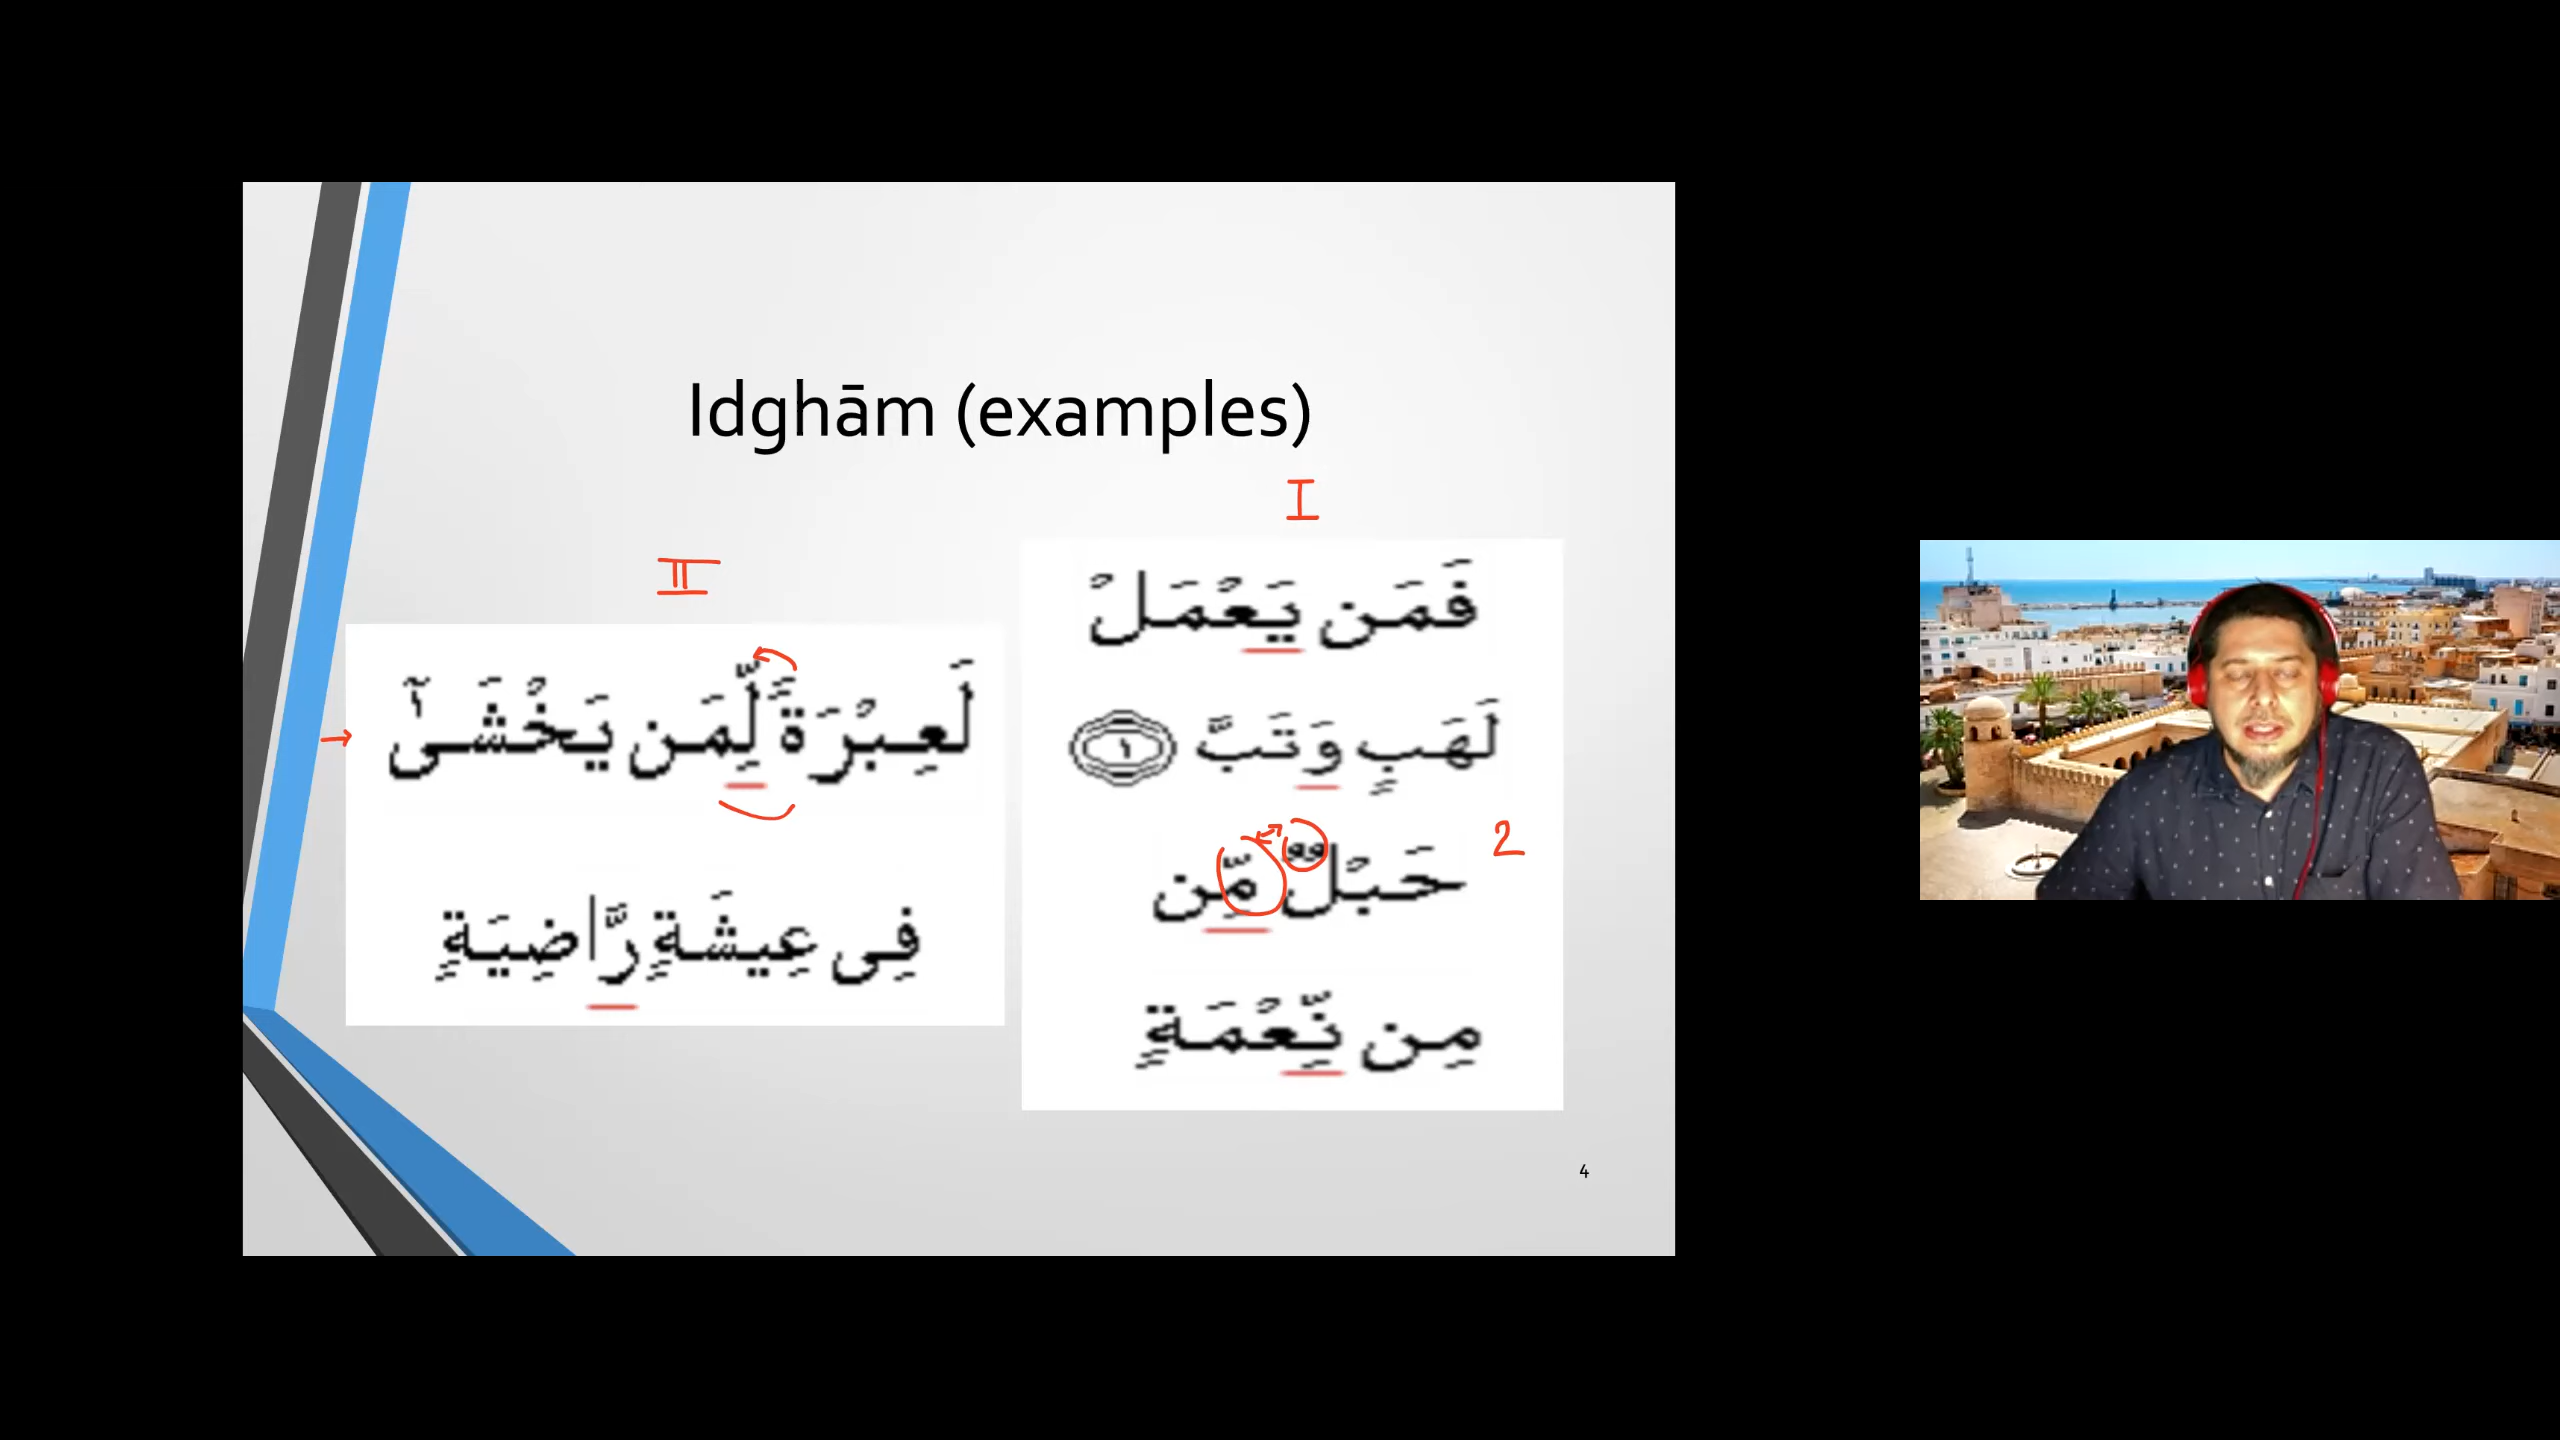 Idghām (examples)
I
فَمَن يَعْمَلْ
لَهَبٍ وَتَبَّ ١
حَبْلٌ مِّن
2
مِن نِّعْمَةٍ
II
لَعِبْرَةً لِّمَن يَخْشَىٰٓ
فِى عِيشَةٍ رَّاضِيَةٍ
4